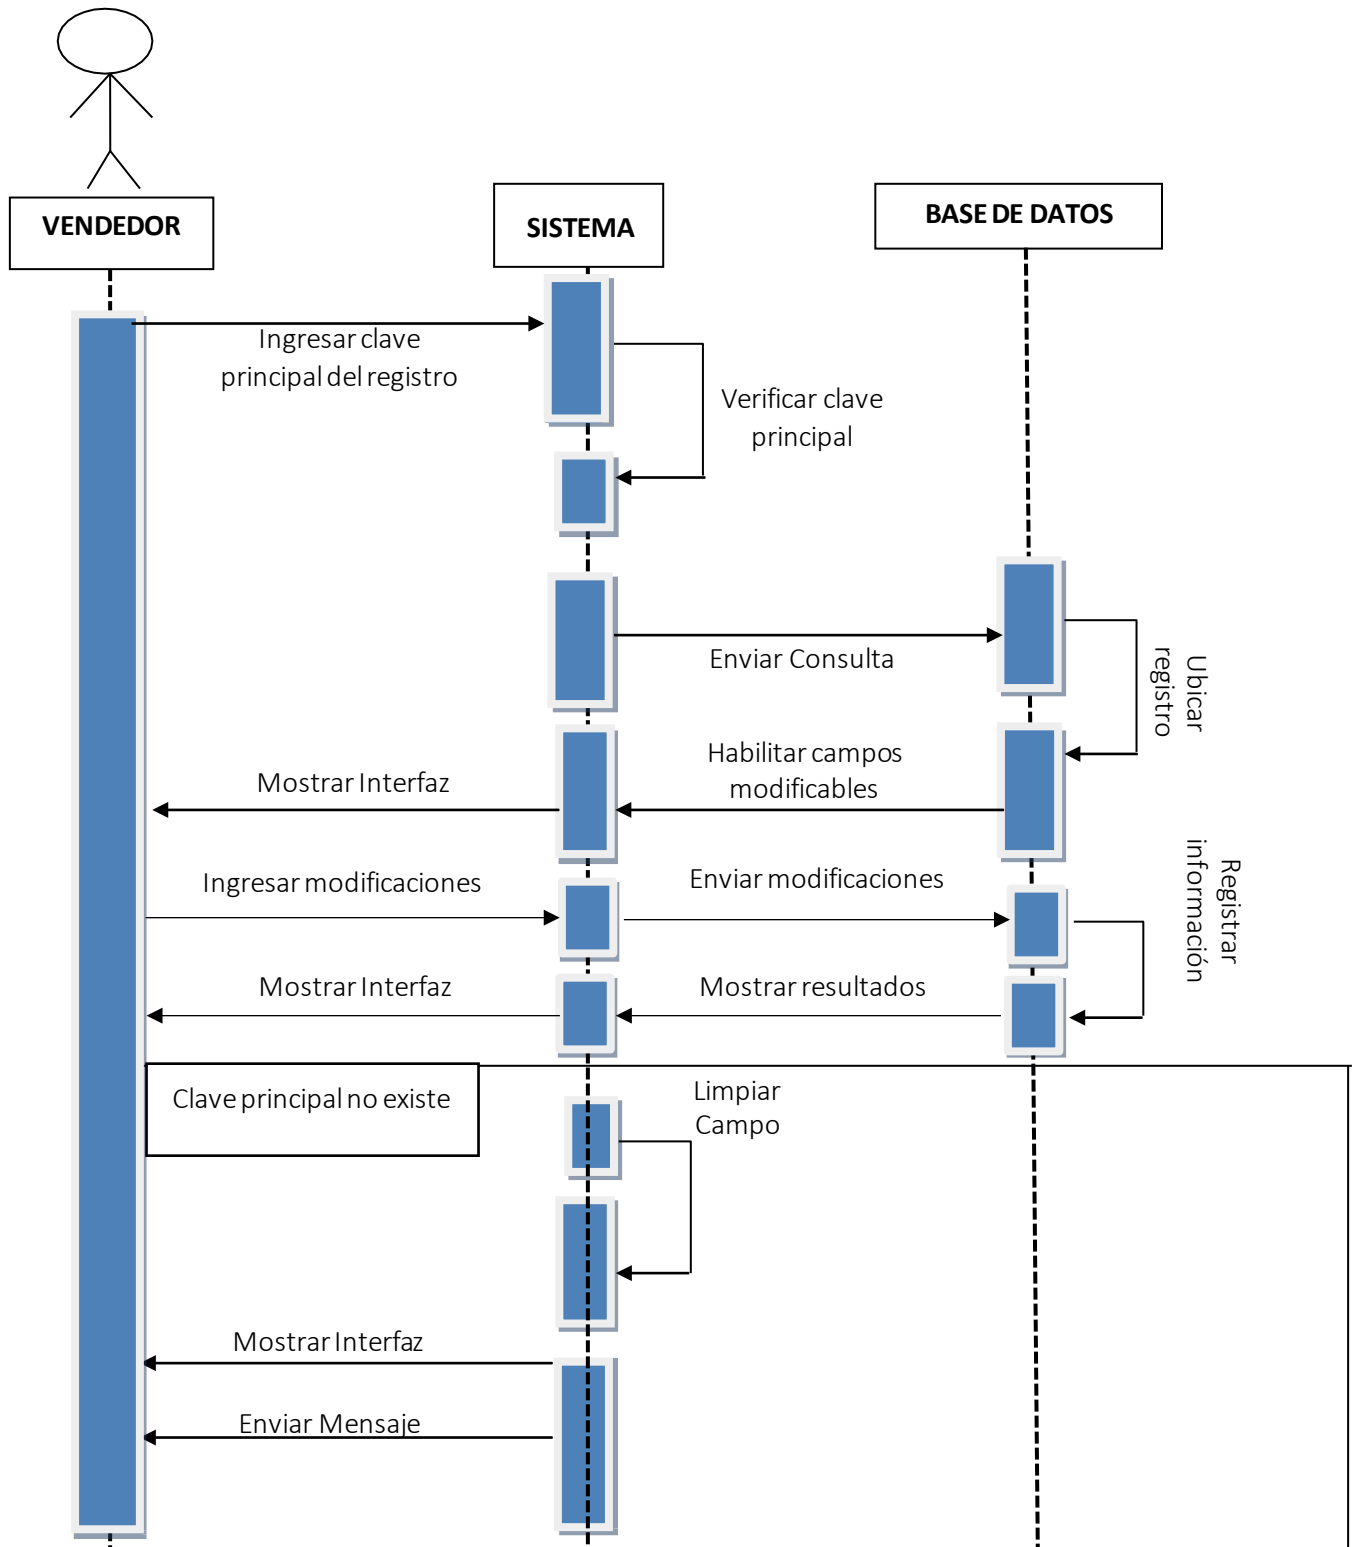 VENDEDOR
SISTEMA
BASE DE DATOS
Ingresar clave
principal del registro
Verificar clave
principal
Enviar Consulta
Ubicar
registro
Habilitar campos
modificables
Mostrar Interfaz
Ingresar modificaciones
Enviar modificaciones
Registrar
información
Mostrar Interfaz
Mostrar resultados
Clave principal no existe
Limpiar
Campo
Mostrar Interfaz
Enviar Mensaje